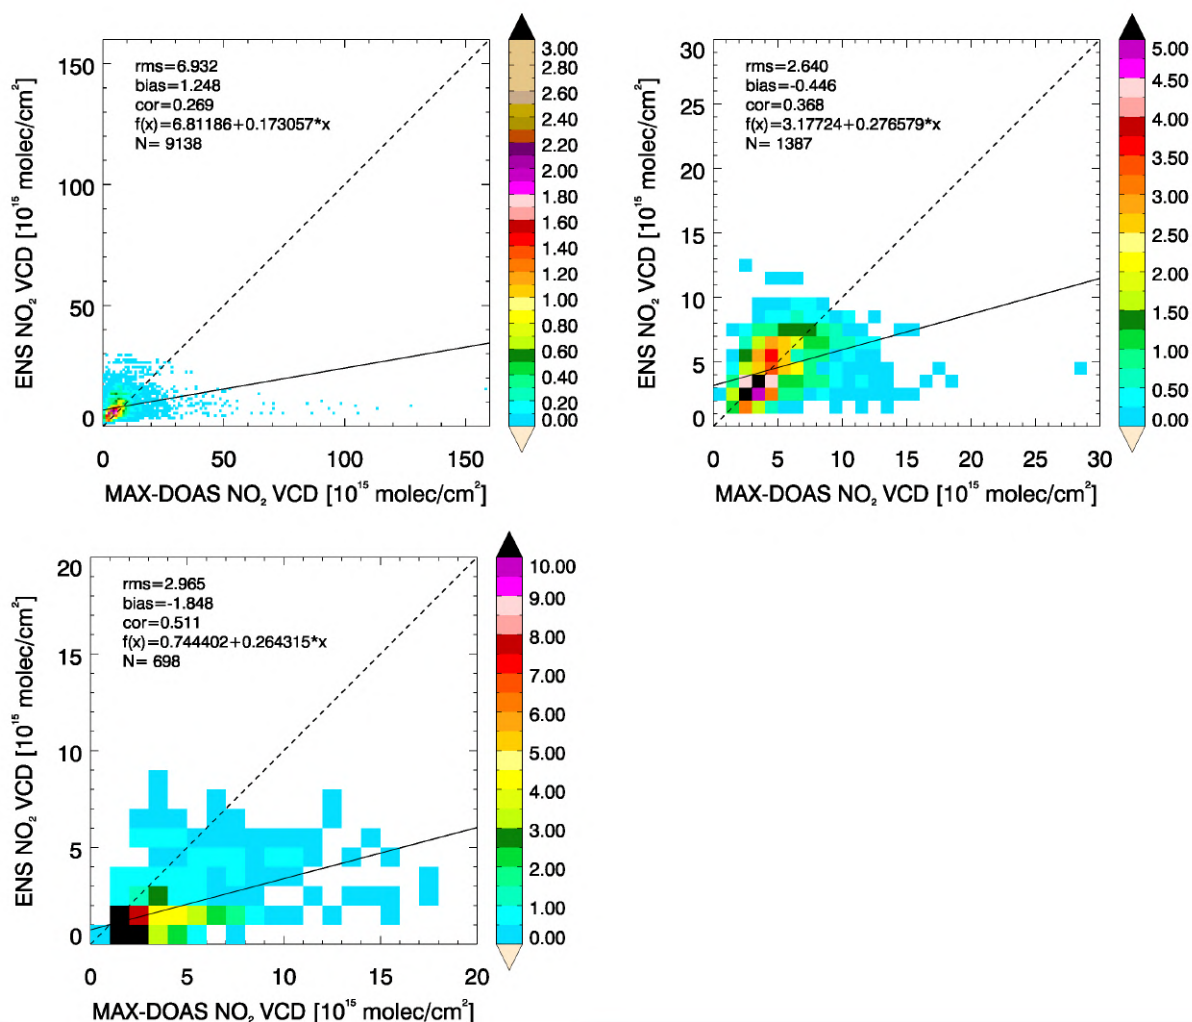 rms=6.932
bias=1.248
cor=0.269
f(x)=6.81186+0.173057*x
N= 9138
ENS NO₂ VCD [10¹⁵ molec/cm²]
150
100
50
0
0 50 100 150
MAX-DOAS NO₂ VCD [10¹⁵ molec/cm²]
3.00
2.80
2.60
2.40
2.20
2.00
1.80
1.60
1.40
1.20
1.00
0.80
0.60
0.40
0.20
0.00
rms=2.640
bias=-0.446
cor=0.368
f(x)=3.17724+0.276579*x
N= 1387
ENS NO₂ VCD [10¹⁵ molec/cm²]
30
25
20
15
10
5
0
0 5 10 15 20 25 30
MAX-DOAS NO₂ VCD [10¹⁵ molec/cm²]
5.00
4.50
4.00
3.50
3.00
2.50
2.00
1.50
1.00
0.50
0.00
rms=2.965
bias=-1.848
cor=0.511
f(x)=0.744402+0.264315*x
N= 698
ENS NO₂ VCD [10¹⁵ molec/cm²]
20
15
10
5
0
0 5 10 15 20
MAX-DOAS NO₂ VCD [10¹⁵ molec/cm²]
10.00
9.00
8.00
7.00
6.00
5.00
4.00
3.00
2.00
1.00
0.00